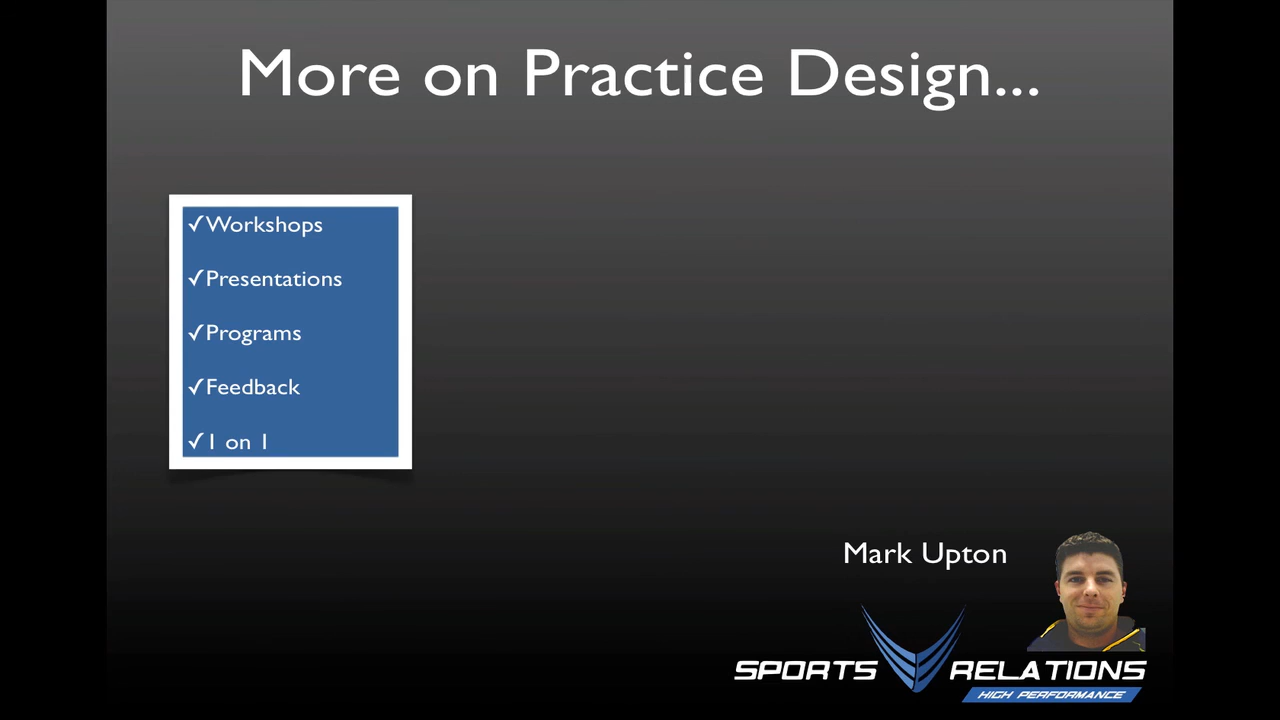 More on Practice Design...
✓Workshops
✓Presentations
✓Programs
✓Feedback
✓1 on 1
Mark Upton
SPORTS RELATIONS
HIGH PERFORMANCE